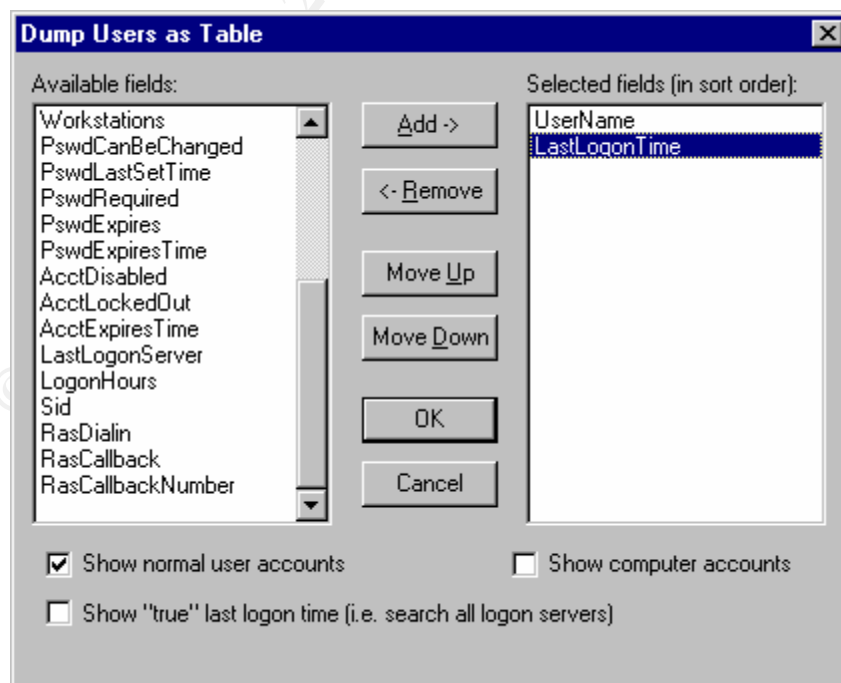 Dump Users as Table
Available fields:
Workstations
PswdCanBeChanged
PswdLastSetTime
PswdRequired
PswdExpires
PswdExpiresTime
AcctDisabled
AcctLockedOut
AcctExpiresTime
LastLogonServer
LogonHours
Sid
RasDialin
RasCallback
RasCallbackNumber
Add ->
<- Remove
Move Up
Move Down
OK
Cancel
Selected fields (in sort order):
UserName
LastLogonTime
Show normal user accounts
Show computer accounts
Show "true" last logon time (i.e. search all logon servers)